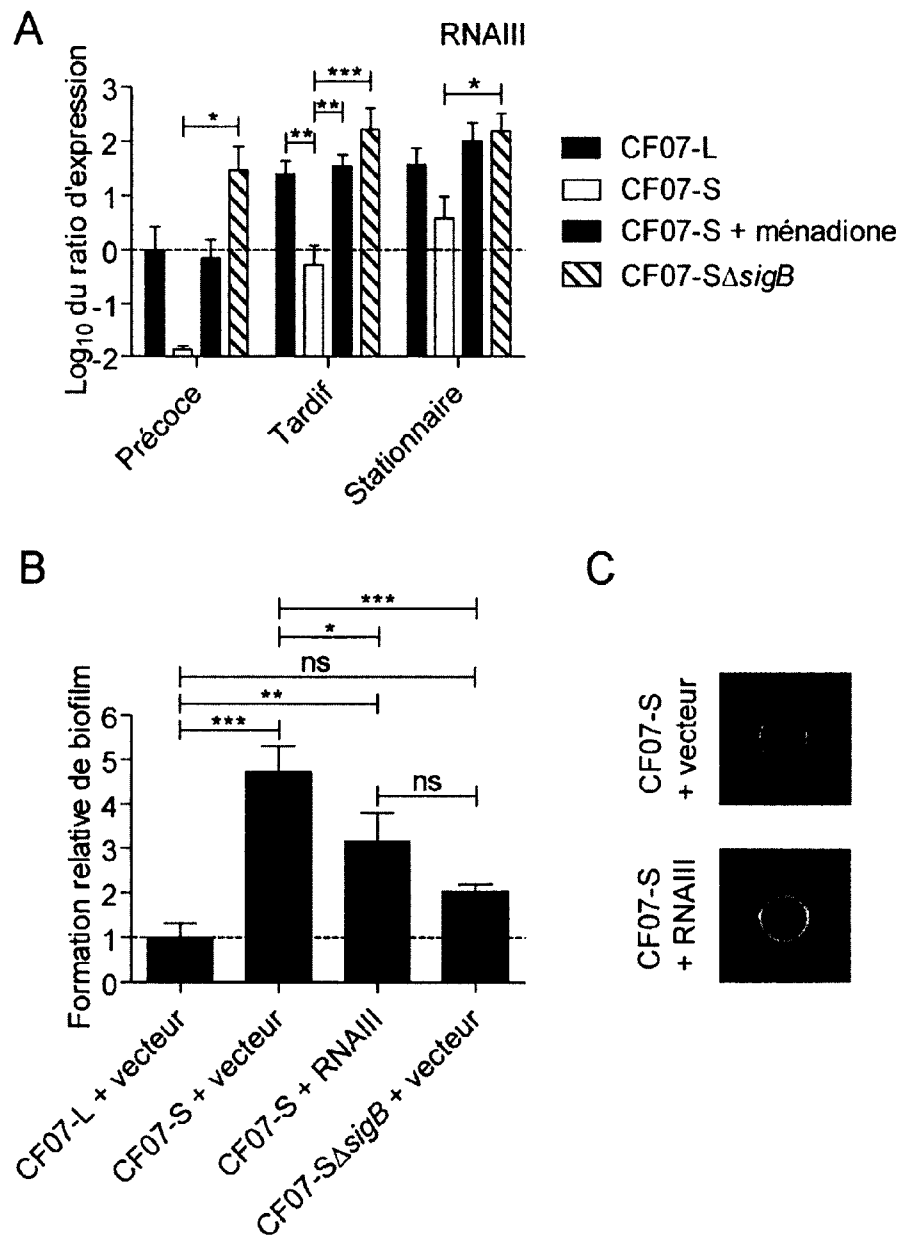 A
RNAIII
Log10 du ratio d'expression
3
2
1
0
-1
-2
*
**
**
***
*
Précoce
Tardif
Stationnaire
CF07-L
CF07-S
CF07-S + ménadione
CF07-SΔsigB
B
Formation relative de biofilm
6
5
4
3
2
1
0
***
*
ns
**
***
ns
CF07-L + vecteur
CF07-S + vecteur
CF07-S + RNAIII
CF07-SΔsigB + vecteur
C
CF07-S
+ vecteur
CF07-S
+ RNAIII